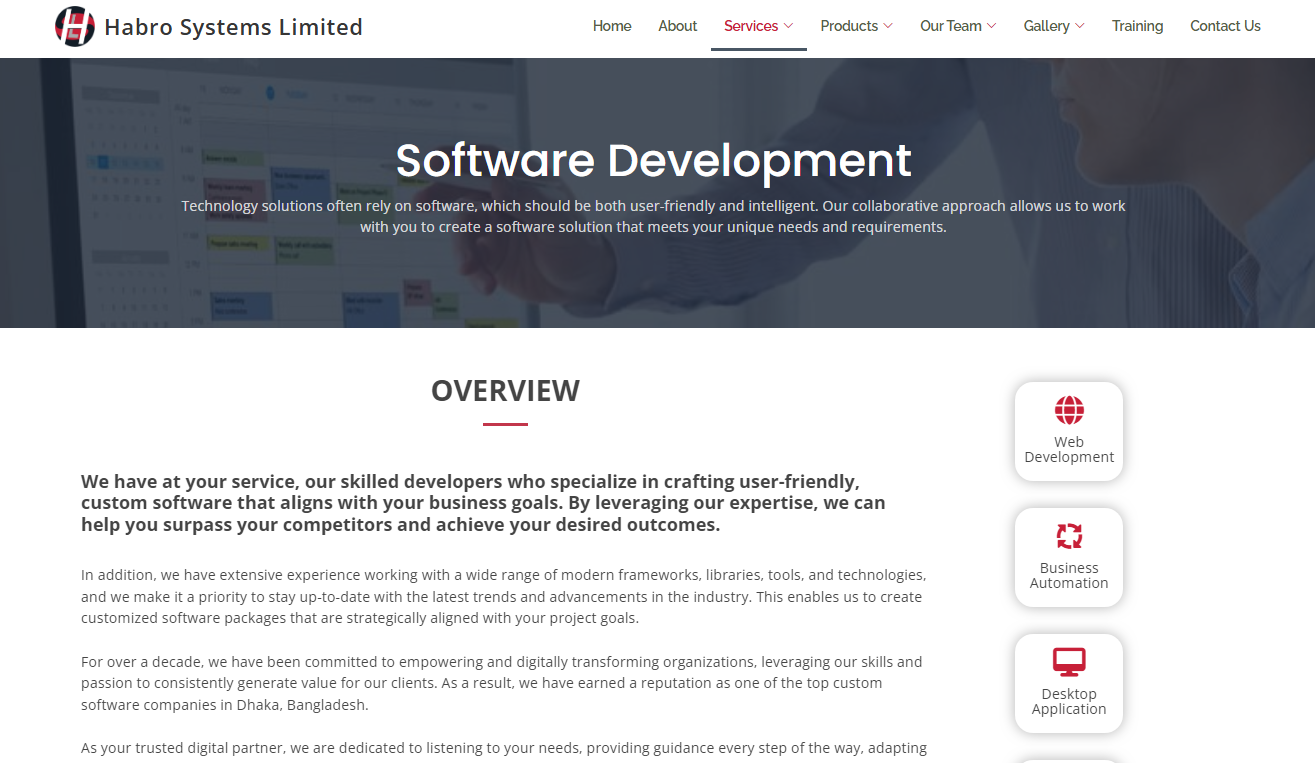 Habro Systems Limited
Home About Services Products Our Team Gallery Training Contact Us
Software Development
Technology solutions often rely on software, which should be both user-friendly and intelligent. Our collaborative approach allows us to work
with you to create a software solution that meets your unique needs and requirements.
OVERVIEW
We have at your service, our skilled developers who specialize in crafting user-friendly,
custom software that aligns with your business goals. By leveraging our expertise, we can
help you surpass your competitors and achieve your desired outcomes.
In addition, we have extensive experience working with a wide range of modern frameworks, libraries, tools, and technologies,
and we make it a priority to stay up-to-date with the latest trends and advancements in the industry. This enables us to create
customized software packages that are strategically aligned with your project goals.
For over a decade, we have been committed to empowering and digitally transforming organizations, leveraging our skills and
passion to consistently generate value for our clients. As a result, we have earned a reputation as one of the top custom
software companies in Dhaka, Bangladesh.
As your trusted digital partner, we are dedicated to listening to your needs, providing guidance every step of the way, adapting
Web
Development
Business
Automation
Desktop
Application